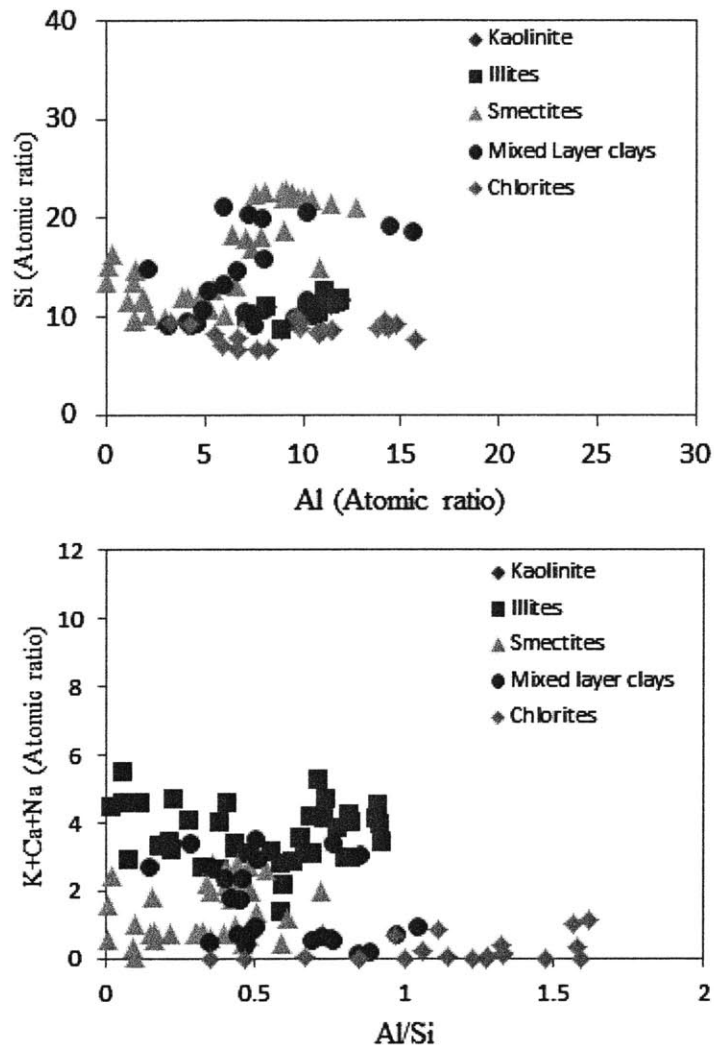 40
30
20
10
0
Si (Atomic ratio)
Kaolinite
Illites
Smectites
Mixed Layer clays
Chlorites
0 5 10 15 20 25 30
Al (Atomic ratio)
12
10
8
6
4
2
0
K+Ca+Na (Atomic ratio)
Kaolinite
Illites
Smectites
Mixed layer clays
Chlorites
0 0.5 1 1.5 2
Al/Si